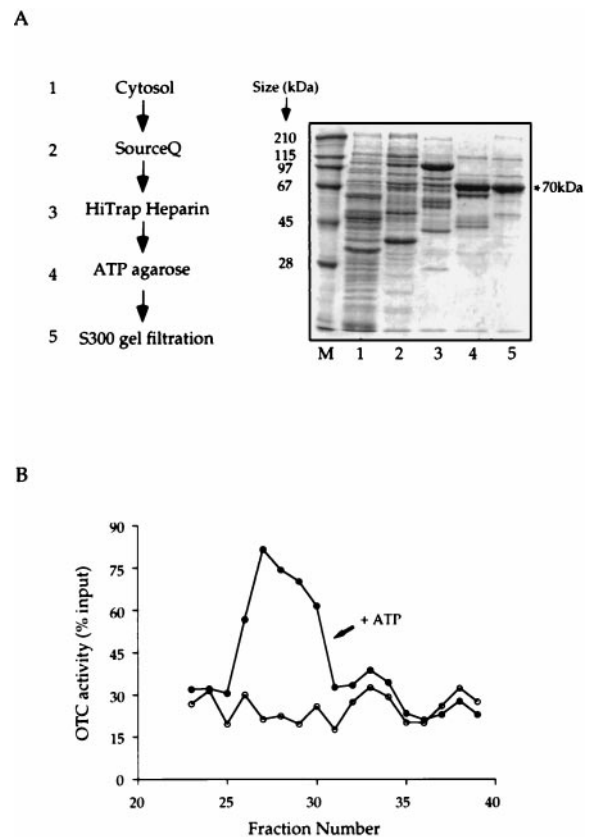 A
1 Cytosol
2 SourceQ
3 HiTrap Heparin
4 ATP agarose
5 S300 gel filtration
Size (kDa)
210
115
97
67
45
28
*70kDa
M 1 2 3 4 5
B
OTC activity (% input)
90
75
60
45
30
15
0
+ ATP
20 25 30 35 40
Fraction Number